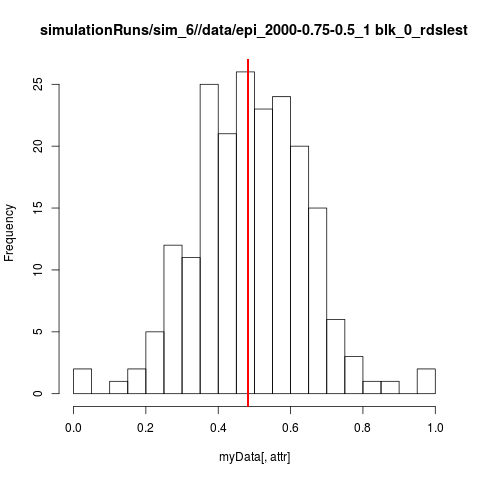 simulationRuns/sim_6//data/epi_2000-0.75-0.5_1 blk_0_rdslest
Frequency
25
20
15
10
5
0
0.0 0.2 0.4 0.6 0.8 1.0
myData[, attr]